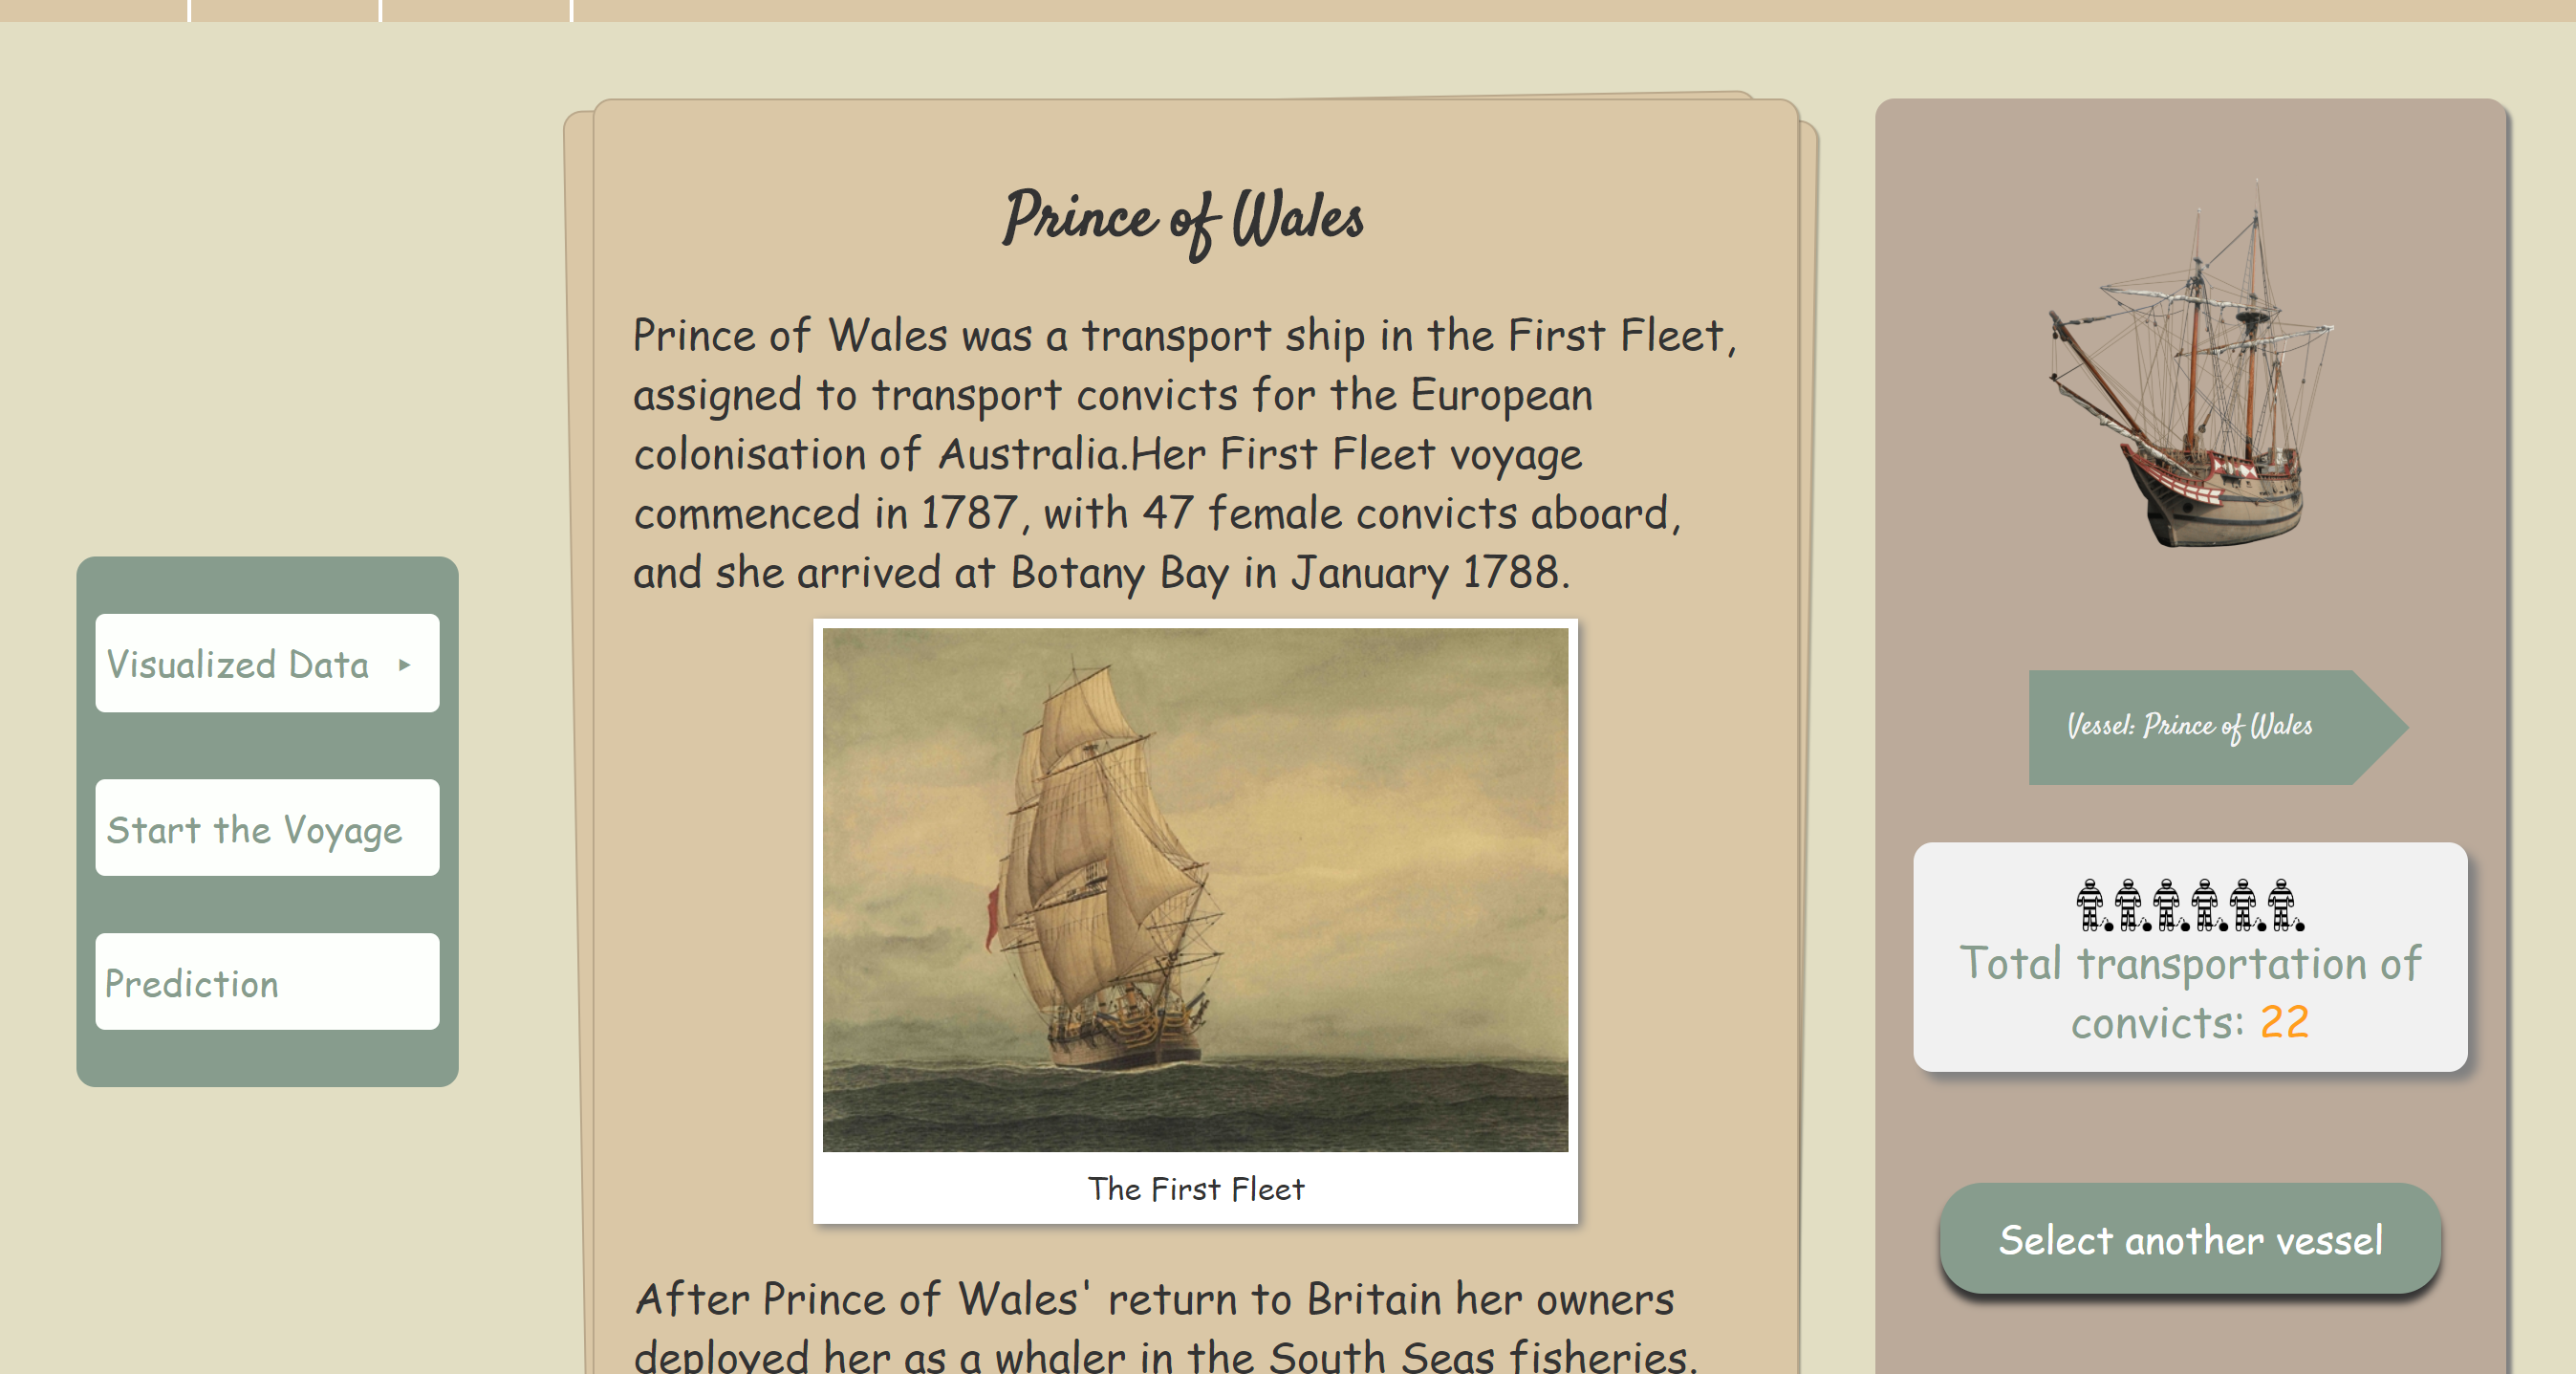 Visualized Data
Start the Voyage
Prediction
Prince of Wales
Prince of Wales was a transport ship in the First Fleet,
assigned to transport convicts for the European
colonisation of Australia.Her First Fleet voyage
commenced in 1787, with 47 female convicts aboard,
and she arrived at Botany Bay in January 1788.
The First Fleet
After Prince of Wales' return to Britain her owners
deployed her as a whaler in the South Seas fisheries.
Vessel: Prince of Wales
Total transportation of
convicts: 22
Select another vessel